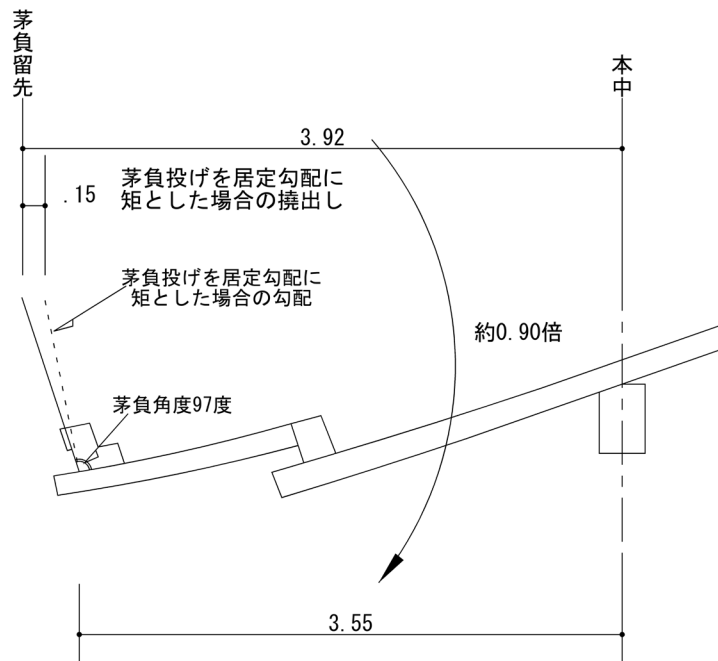 茅負留先
本中
3.92
.15
茅負投げを居定勾配に
矩とした場合の撓出し
茅負投げを居定勾配に
矩とした場合の勾配
約0.90倍
茅負角度97度
3.55